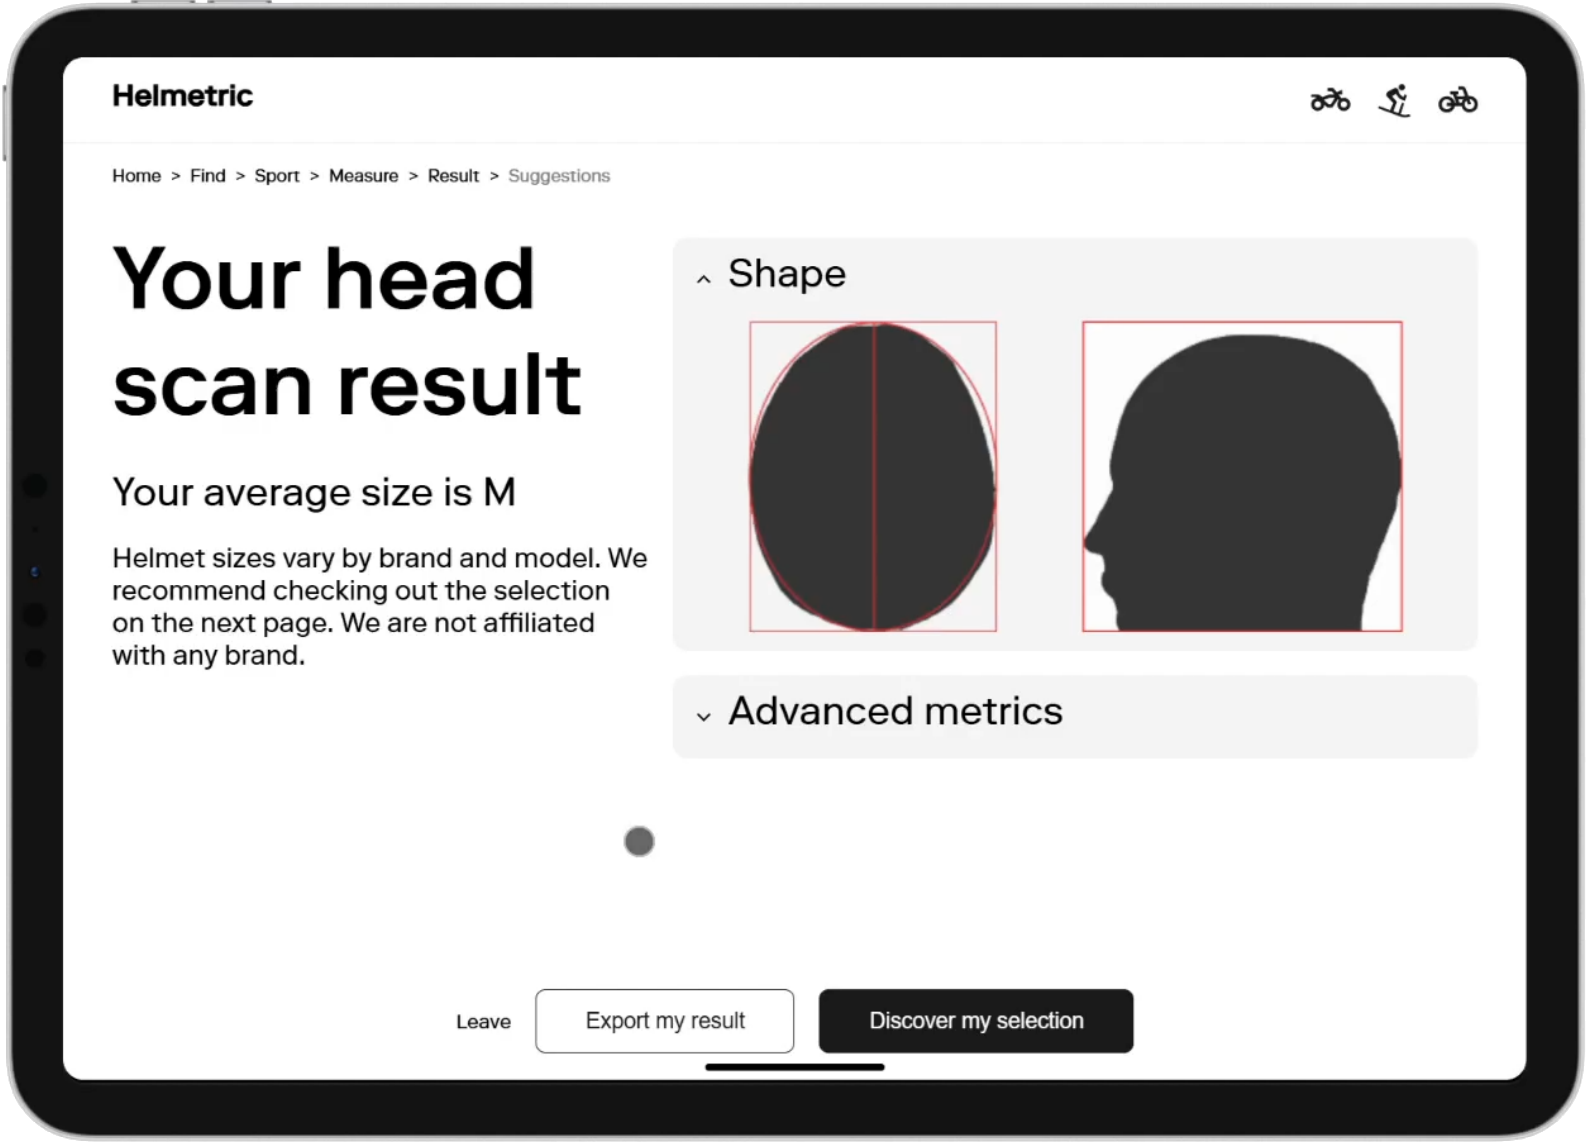 Helmetric
Home > Find > Sport > Measure > Result > Suggestions
Your head
scan result
Your average size is M
Helmet sizes vary by brand and model. We
recommend checking out the selection
on the next page. We are not affiliated
with any brand.
Shape
Advanced metrics
Leave
Export my result
Discover my selection